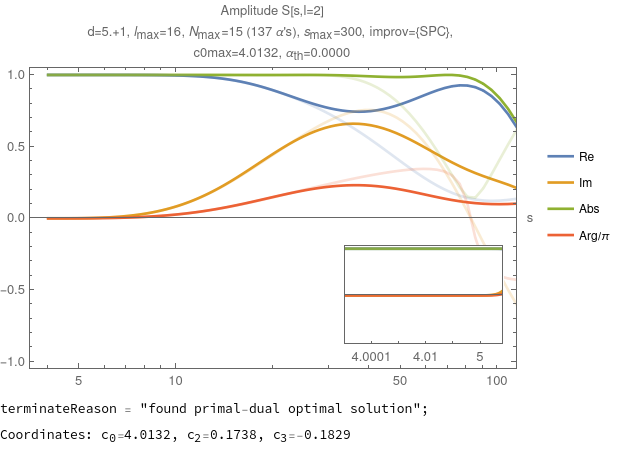 Amplitude S[s,l=2]
d=5.+1, lmax=16, Nmax=15 (137 α's), smax=300, improv={SPC},
c0max=4.0132, αth=0.0000
1.0
0.5
0.0
-0.5
-1.0
5
10
50
100
s
Re
Im
Abs
Arg/π
4.0001
4.01
5
terminateReason = "found primal-dual optimal solution";
Coordinates: c0=4.0132, c2=0.1738, c3=-0.1829